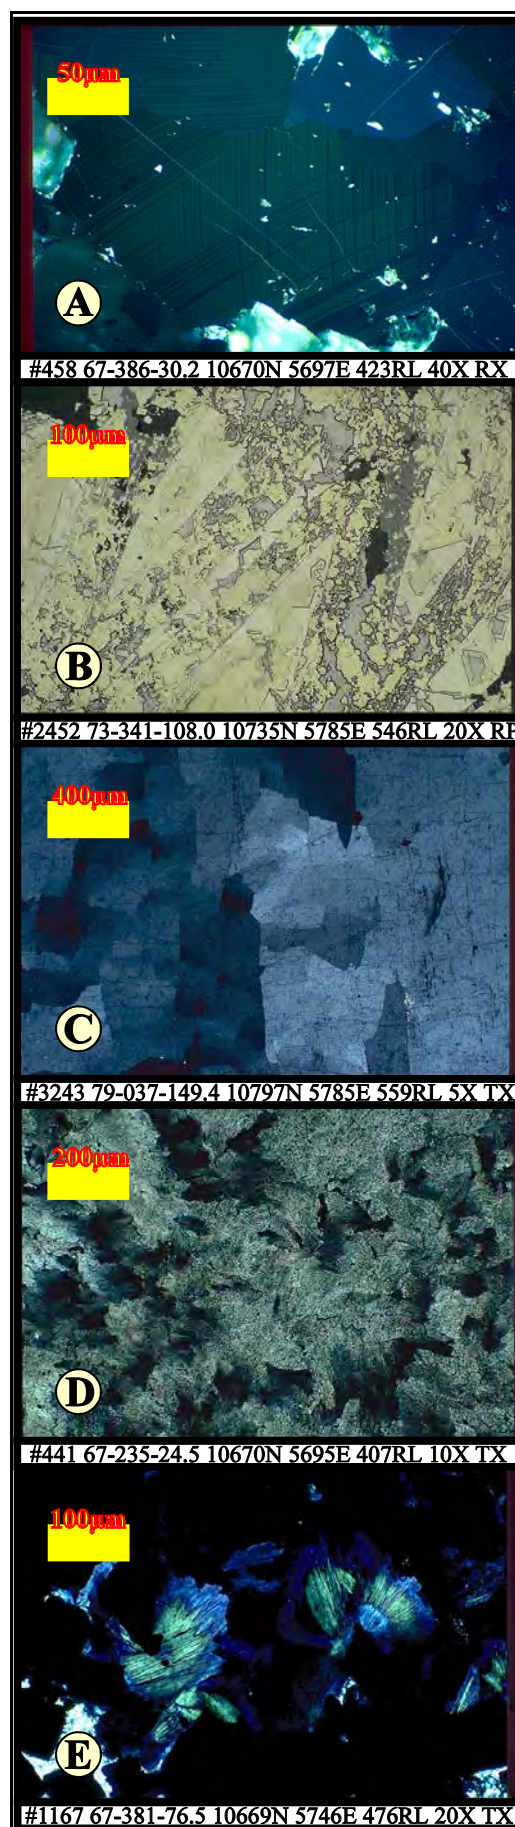 50µm
A
#458 67-386-30.2 10670N 5697E 423RL 40X RX
100µm
B
#2452 73-341-108.0 10735N 5785E 546RL 20X RP
400µm
C
#3243 79-037-149.4 10797N 5785E 559RL 5X TX
200µm
D
#441 67-235-24.5 10670N 5695E 407RL 10X TX
100µm
E
#1167 67-381-76.5 10669N 5746E 476RL 20X TX